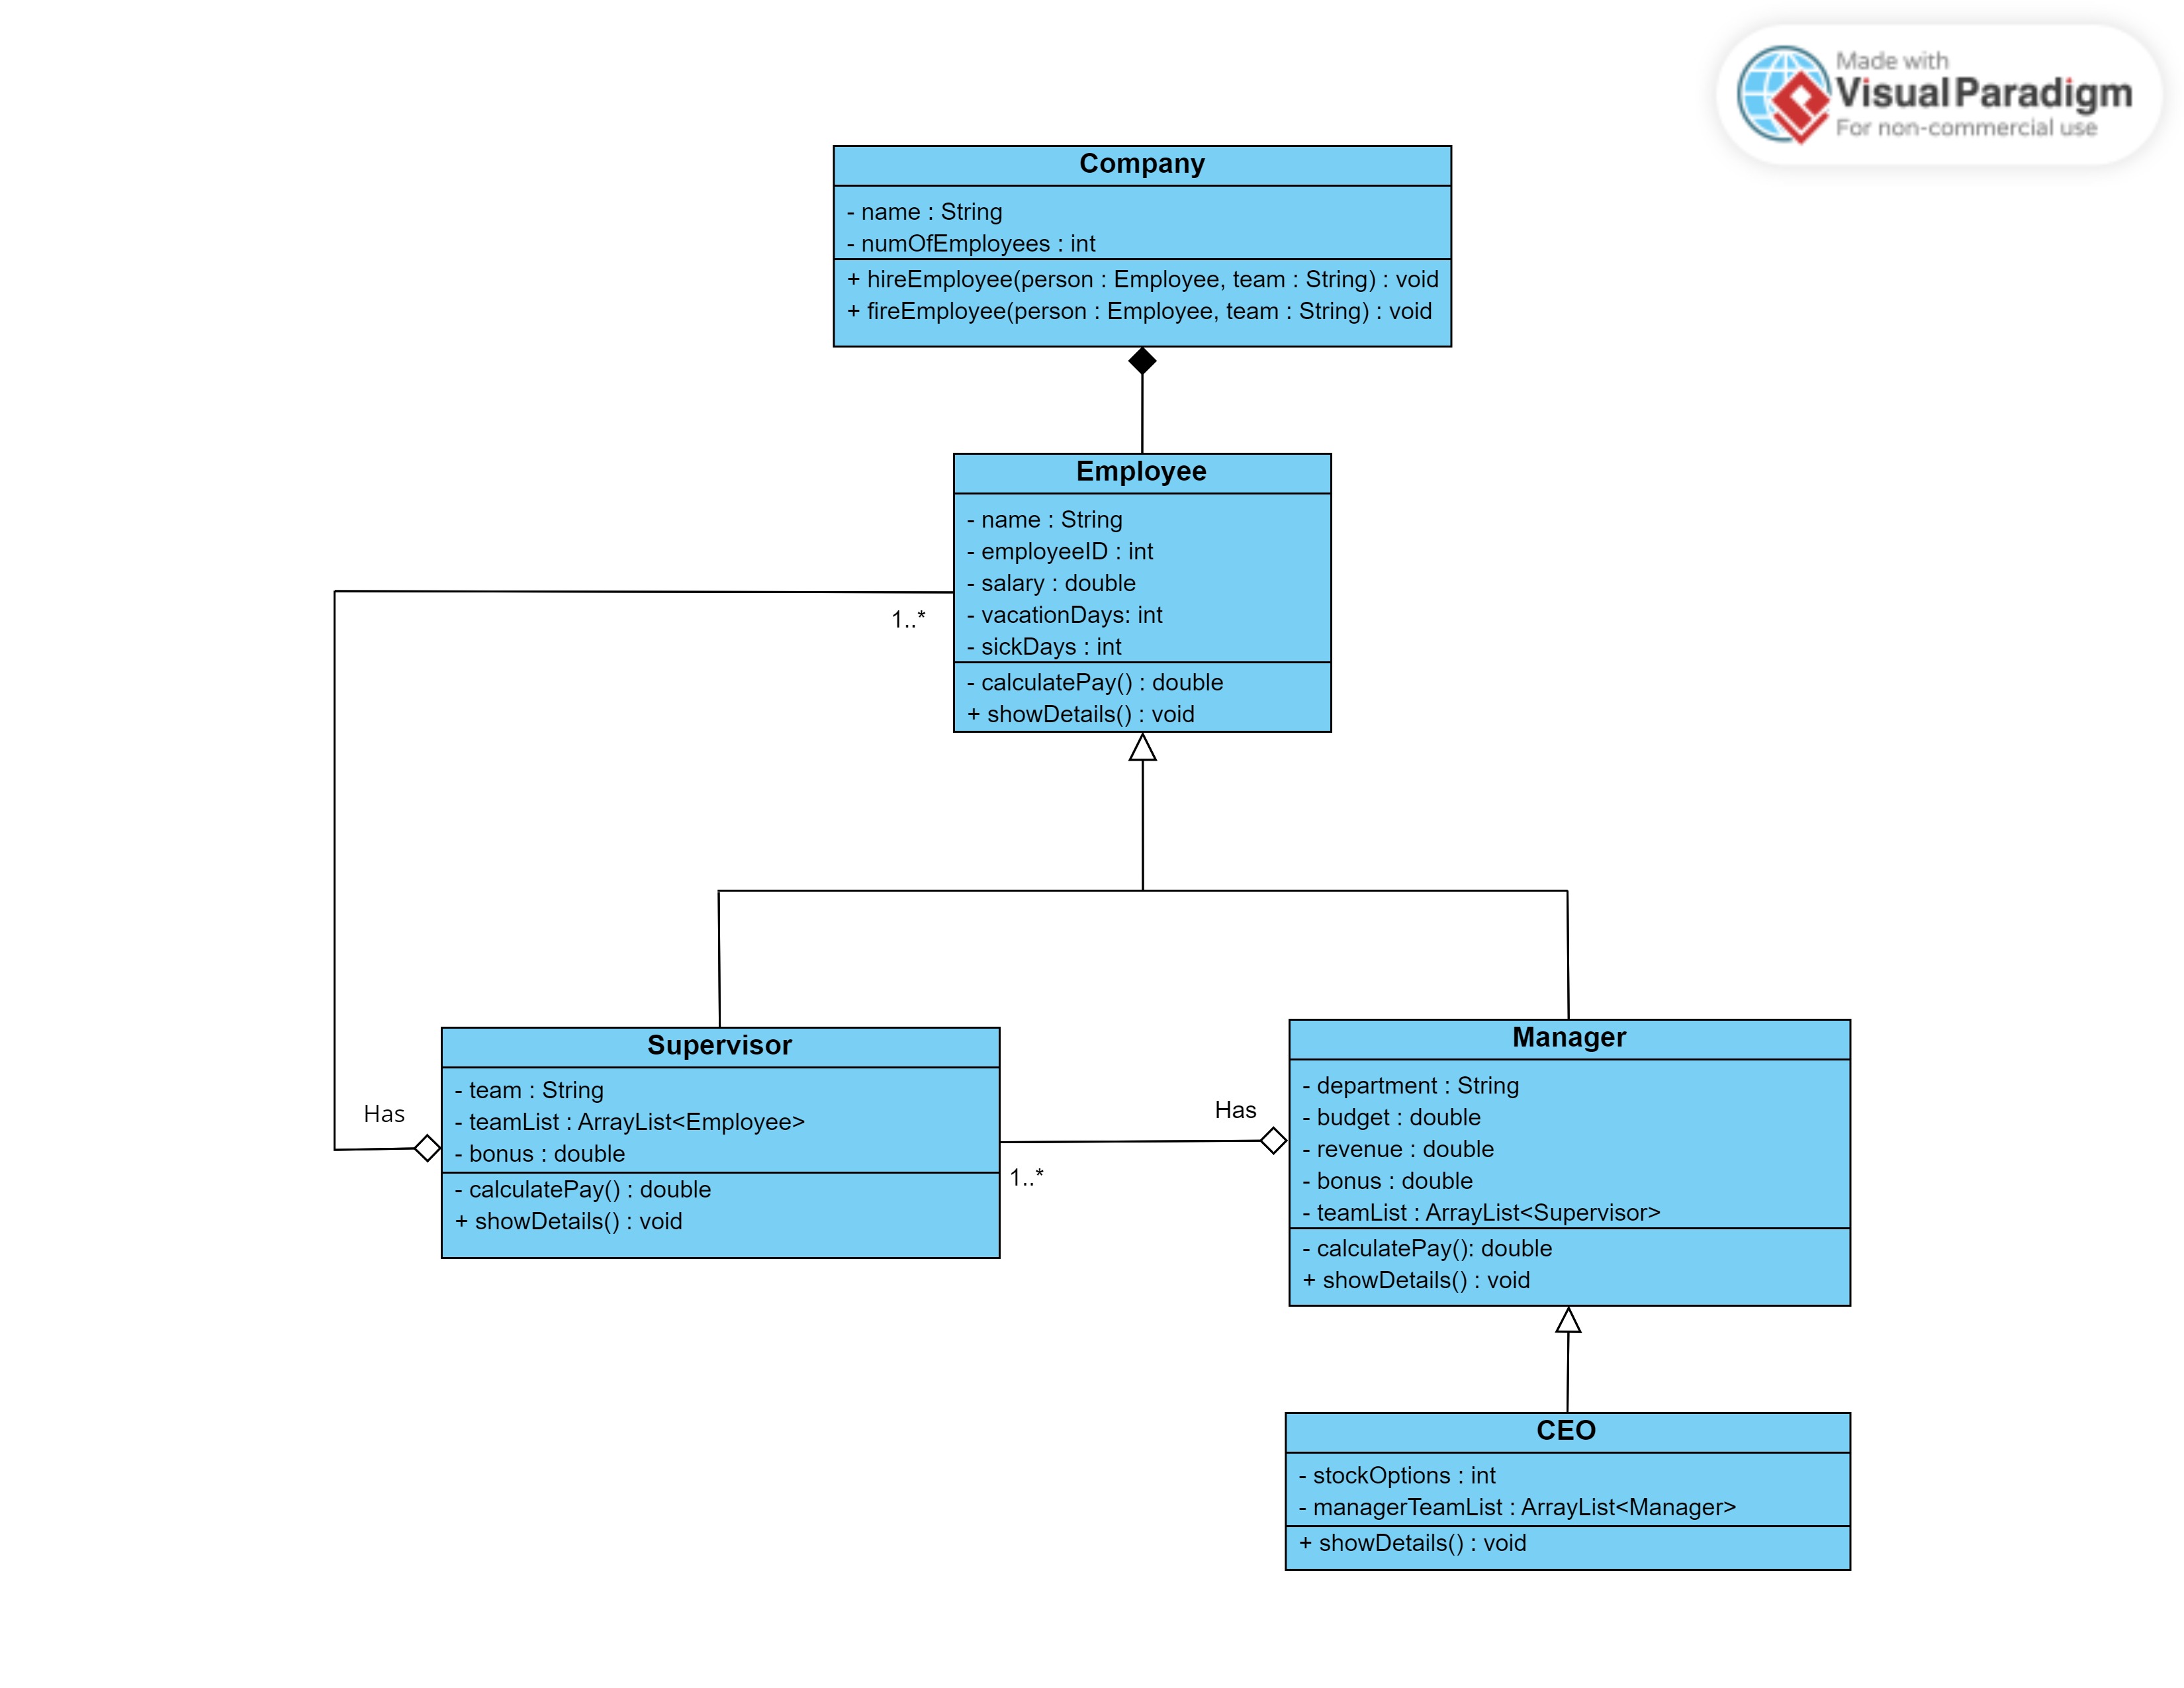 Made with
Visual Paradigm
For non-commercial use
Company
- name : String
- numOfEmployees : int
+ hireEmployee(person : Employee, team : String) : void
+ fireEmployee(person : Employee, team : String) : void
Employee
- name : String
- employeeID : int
- salary : double
- vacationDays: int
- sickDays : int
- calculatePay() : double
+ showDetails() : void
1..*
Supervisor
- team : String
- teamList : ArrayList<Employee>
- bonus : double
- calculatePay() : double
+ showDetails() : void
Has
1..*
Has
Manager
- department : String
- budget : double
- revenue : double
- bonus : double
- teamList : ArrayList<Supervisor>
- calculatePay(): double
+ showDetails() : void
CEO
- stockOptions : int
- managerTeamList : ArrayList<Manager>
+ showDetails() : void